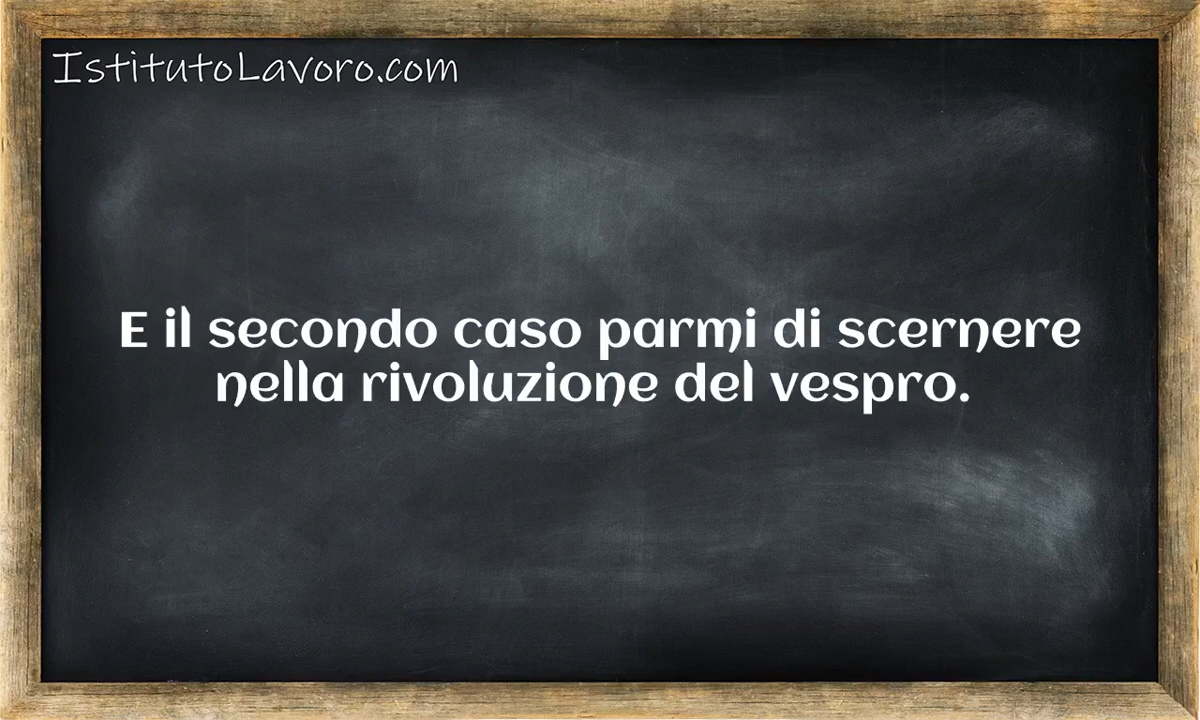 IstitutoLavoro.com
E il secondo caso parmi di scernere
nella rivoluzione del vespro.